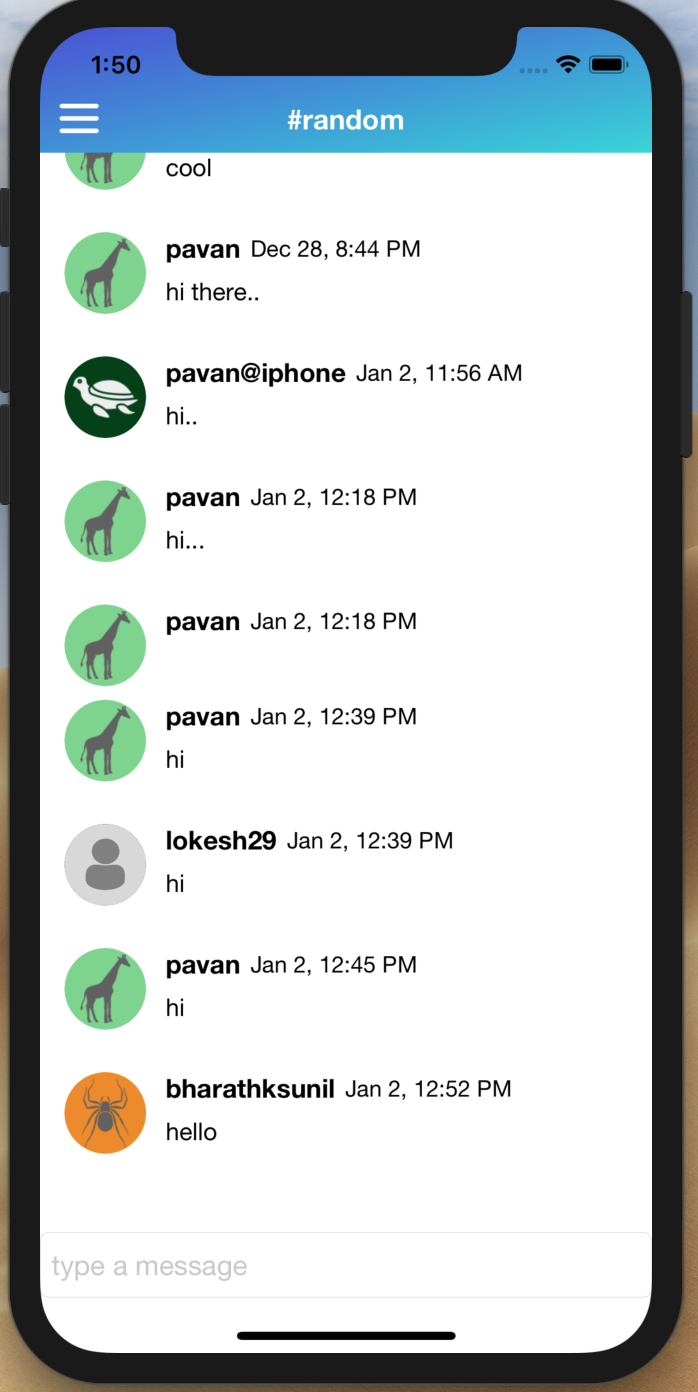 1:50
#random
cool
pavan Dec 28, 8:44 PM
hi there..
pavan@iphone Jan 2, 11:56 AM
hi..
pavan Jan 2, 12:18 PM
hi...
pavan Jan 2, 12:18 PM
pavan Jan 2, 12:39 PM
hi
lokesh29 Jan 2, 12:39 PM
hi
pavan Jan 2, 12:45 PM
hi
bharathksunil Jan 2, 12:52 PM
hello
type a message